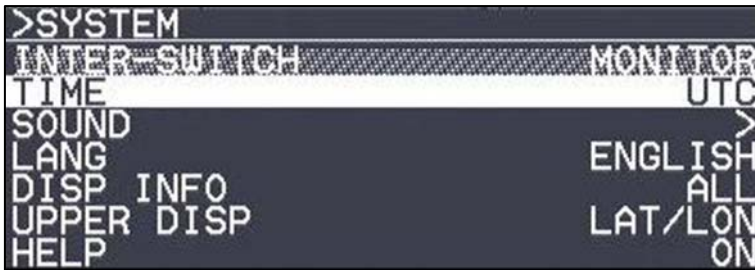 >SYSTEM
INTER-SWITCH MONITOR
TIME UTC
SOUND >
LANG ENGLISH
DISP INFO ALL
UPPER DISP LAT/LON
HELP ON